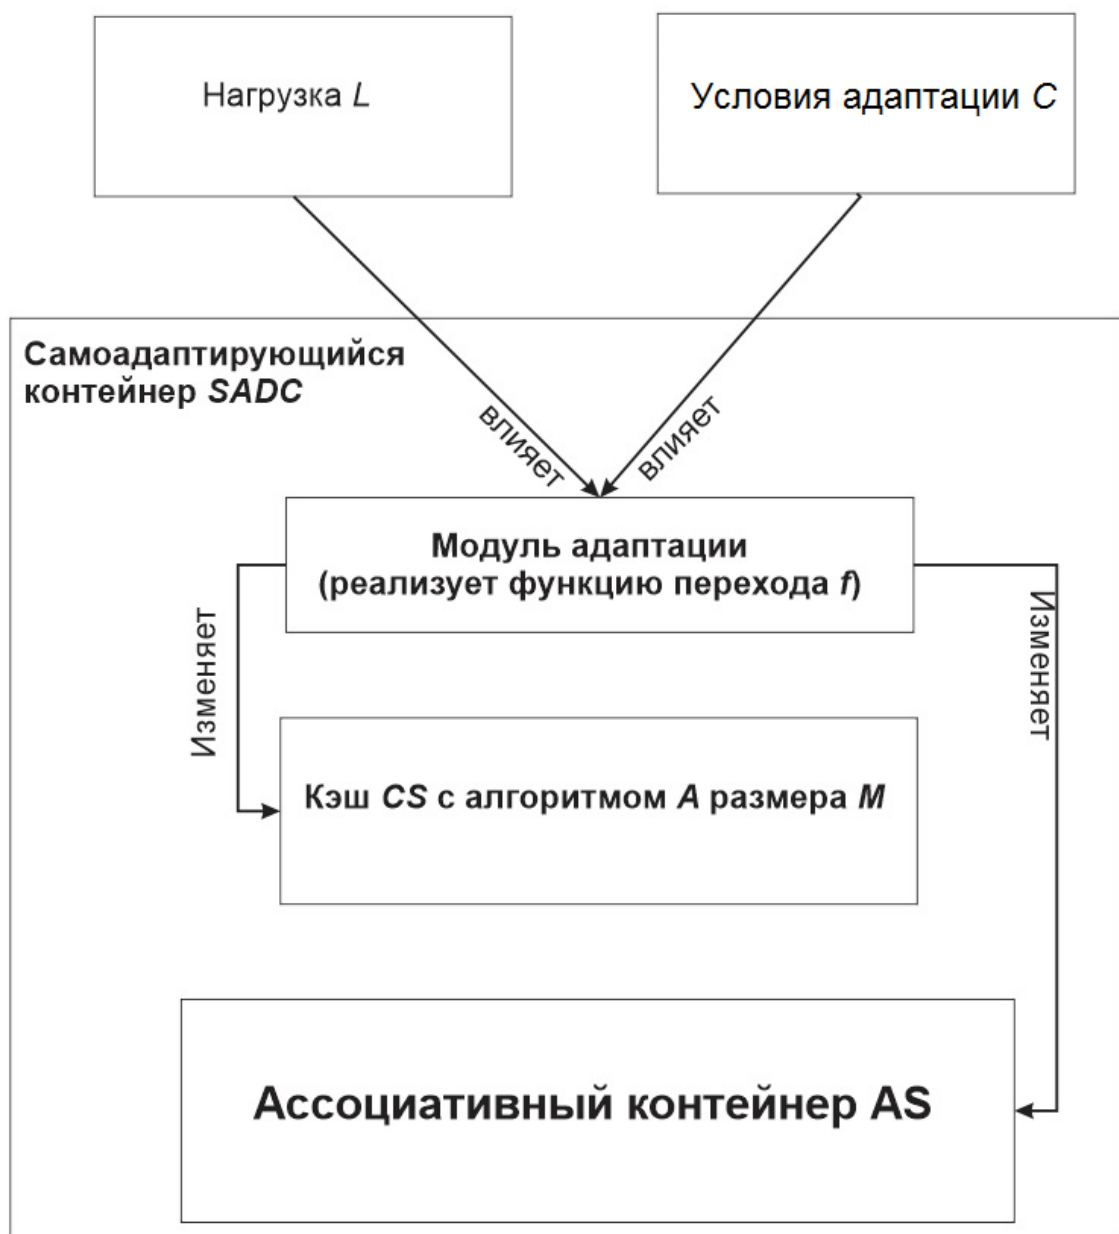 Нагрузка L
Условия адаптации C
Самоадаптирующийся
контейнер SADC
влияет
влияет
Модуль адаптации
(реализует функцию перехода f)
Изменяет
Изменяет
Кэш CS с алгоритмом A размера M
Ассоциативный контейнер AS